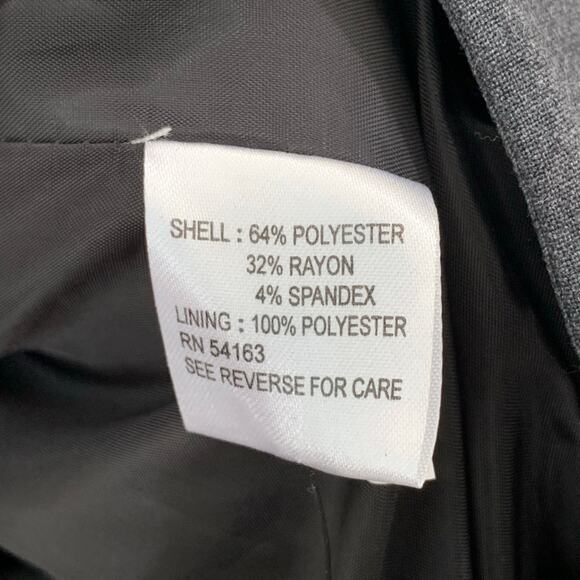 SHELL : 64% POLYESTER
32% RAYON
4% SPANDEX
LINING : 100% POLYESTER
RN 54163
SEE REVERSE FOR CARE